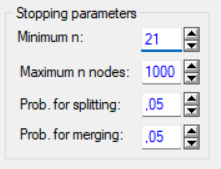 Stopping parameters
Minimum n: 21
Maximum n nodes: 1000
Prob. for splitting: .05
Prob. for merging: .05